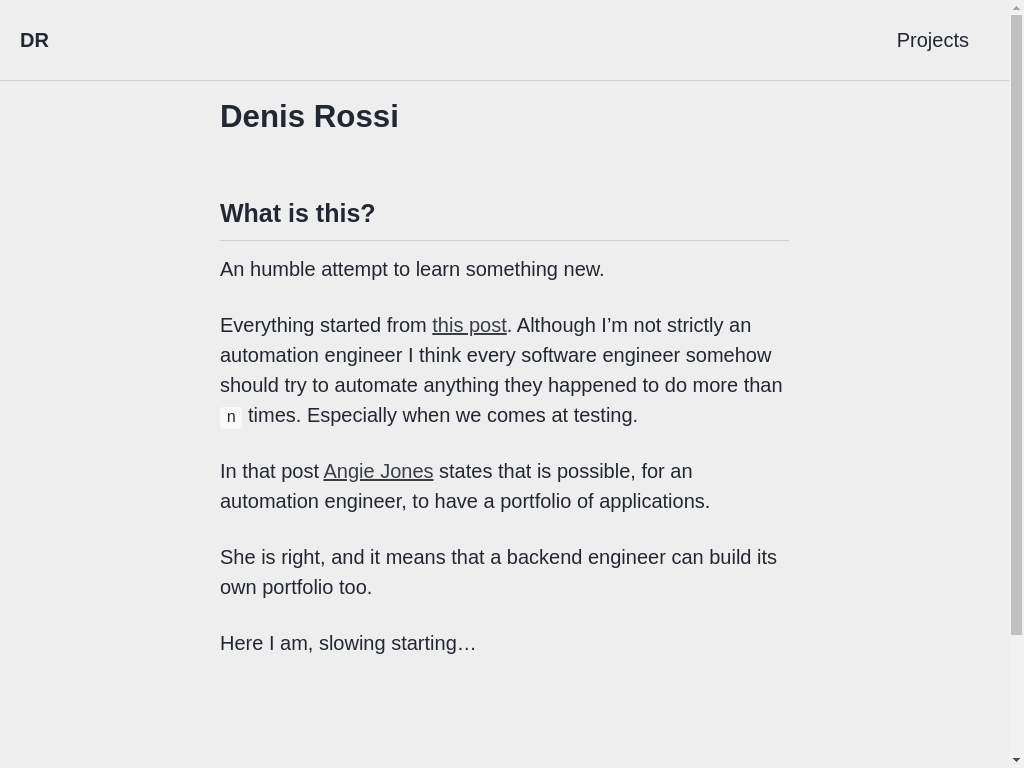 DR
Projects
Denis Rossi
What is this?
An humble attempt to learn something new.
Everything started from this post. Although I’m not strictly an
automation engineer I think every software engineer somehow
should try to automate anything they happened to do more than
n times. Especially when we comes at testing.
In that post Angie Jones states that is possible, for an
automation engineer, to have a portfolio of applications.
She is right, and it means that a backend engineer can build its
own portfolio too.
Here I am, slowing starting…